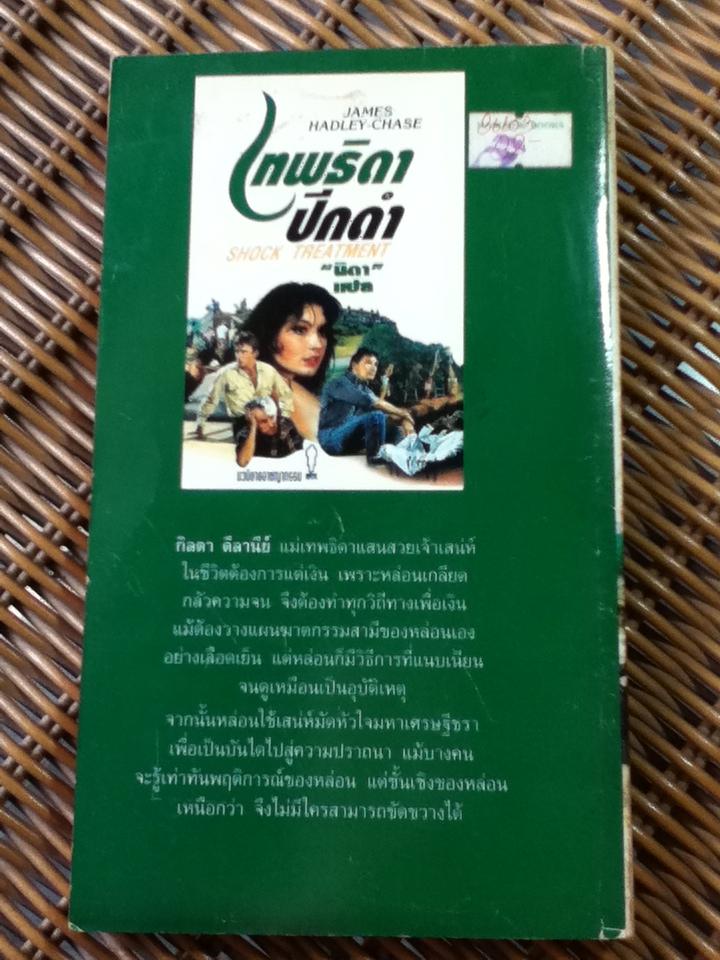 JAMES
HADLEY-CHASE
เทพธิดา
ปีกดำ
SHOCK TREATMENT
"นิดา"
แปล
นวนิยายอาชญากรรม
กิลดา ดีลานีย์ แม่เทพธิดาแสนสวยเจ้าเสน่ห์
ในชีวิตต้องการแต่เงิน เพราะหล่อนเกลียด
กลัวความจน จึงต้องทำทุกวิถีทางเพื่อเงิน
แม้ต้องวางแผนฆาตกรรมสามีของหล่อนเอง
อย่างเลือดเย็น แต่หล่อนก็มีวิธีการที่แนบเนียน
จนดูเหมือนเป็นอุบัติเหตุ
จากนั้นหล่อนใช้เสน่ห์มัดหัวใจมหาเศรษฐีชรา
เพื่อเป็นบันไดไปสู่ความปรารถนา แม้บางคน
จะรู้เท่าทันพฤติการณ์ของหล่อน แต่ชั้นเชิงของหล่อน
เหนือกว่า จึงไม่มีใครสามารถขัดขวางได้